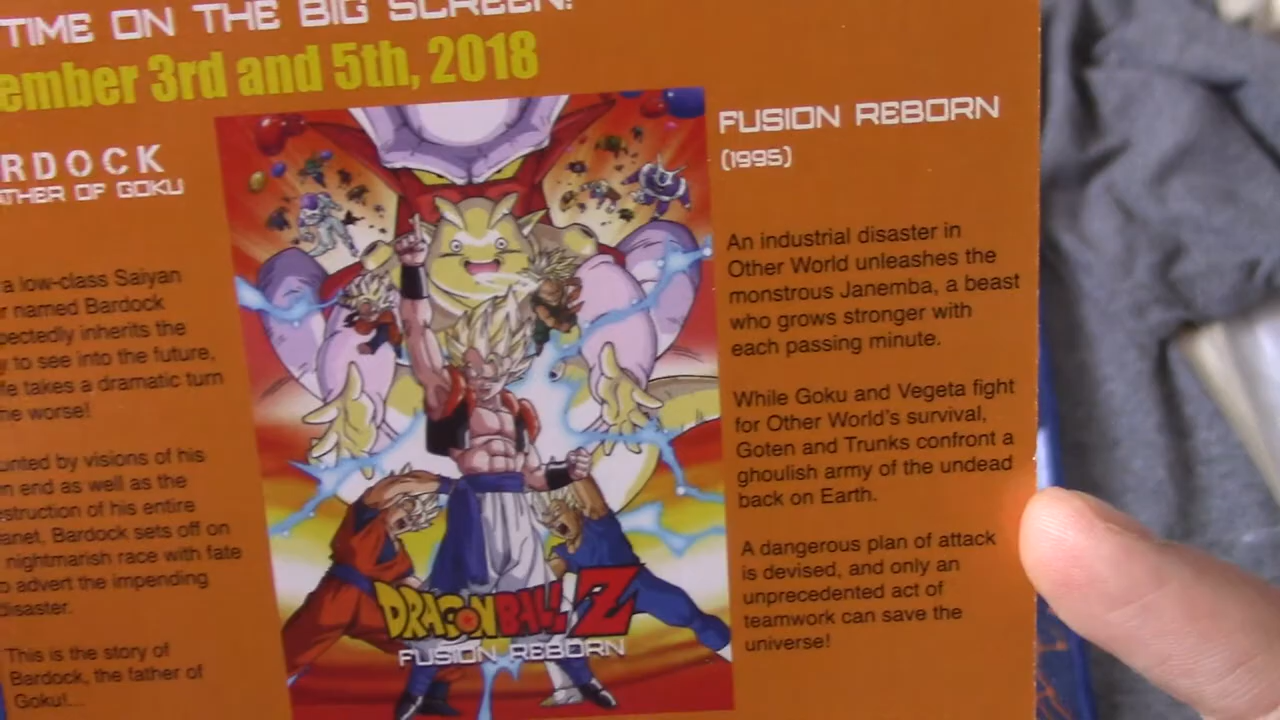 TIME ON THE BIG SCREEN!
ember 3rd and 5th, 2018
RDOCK
ATHER OF GOKU
a low-class Saiyan
r named Bardock
pectedly inherits the
y to see into the future,
fe takes a dramatic turn
he worse!
unted by visions of his
n end as well as the
struction of his entire
anet, Bardock sets off on
nightmarish race with fate
o advert the impending
disaster.
This is the story of
Bardock, the father of
Goku!...
DRAGON BALL Z
FUSION REBORN
FUSION REBORN
(1995)
An industrial disaster in
Other World unleashes the
monstrous Janemba, a beast
who grows stronger with
each passing minute.
While Goku and Vegeta fight
for Other World's survival,
Goten and Trunks confront a
ghoulish army of the undead
back on Earth.
A dangerous plan of attack
is devised, and only an
unprecedented act of
teamwork can save the
universe!